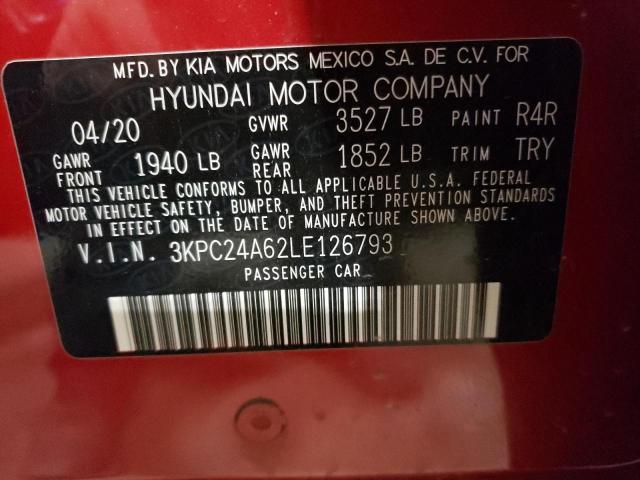 MFD. BY KIA MOTORS MEXICO S.A. DE C.V. FOR
HYUNDAI MOTOR COMPANY
04/20 GVWR 3527 LB PAINT R4R
GAWR FRONT 1940 LB GAWR REAR 1852 LB TRIM TRY
THIS VEHICLE CONFORMS TO ALL APPLICABLE U.S.A. FEDERAL
MOTOR VEHICLE SAFETY, BUMPER, AND THEFT PREVENTION STANDARDS
IN EFFECT ON THE DATE OF MANUFACTURE SHOWN ABOVE.
V.I.N. 3KPC24A62LE126793
PASSENGER CAR